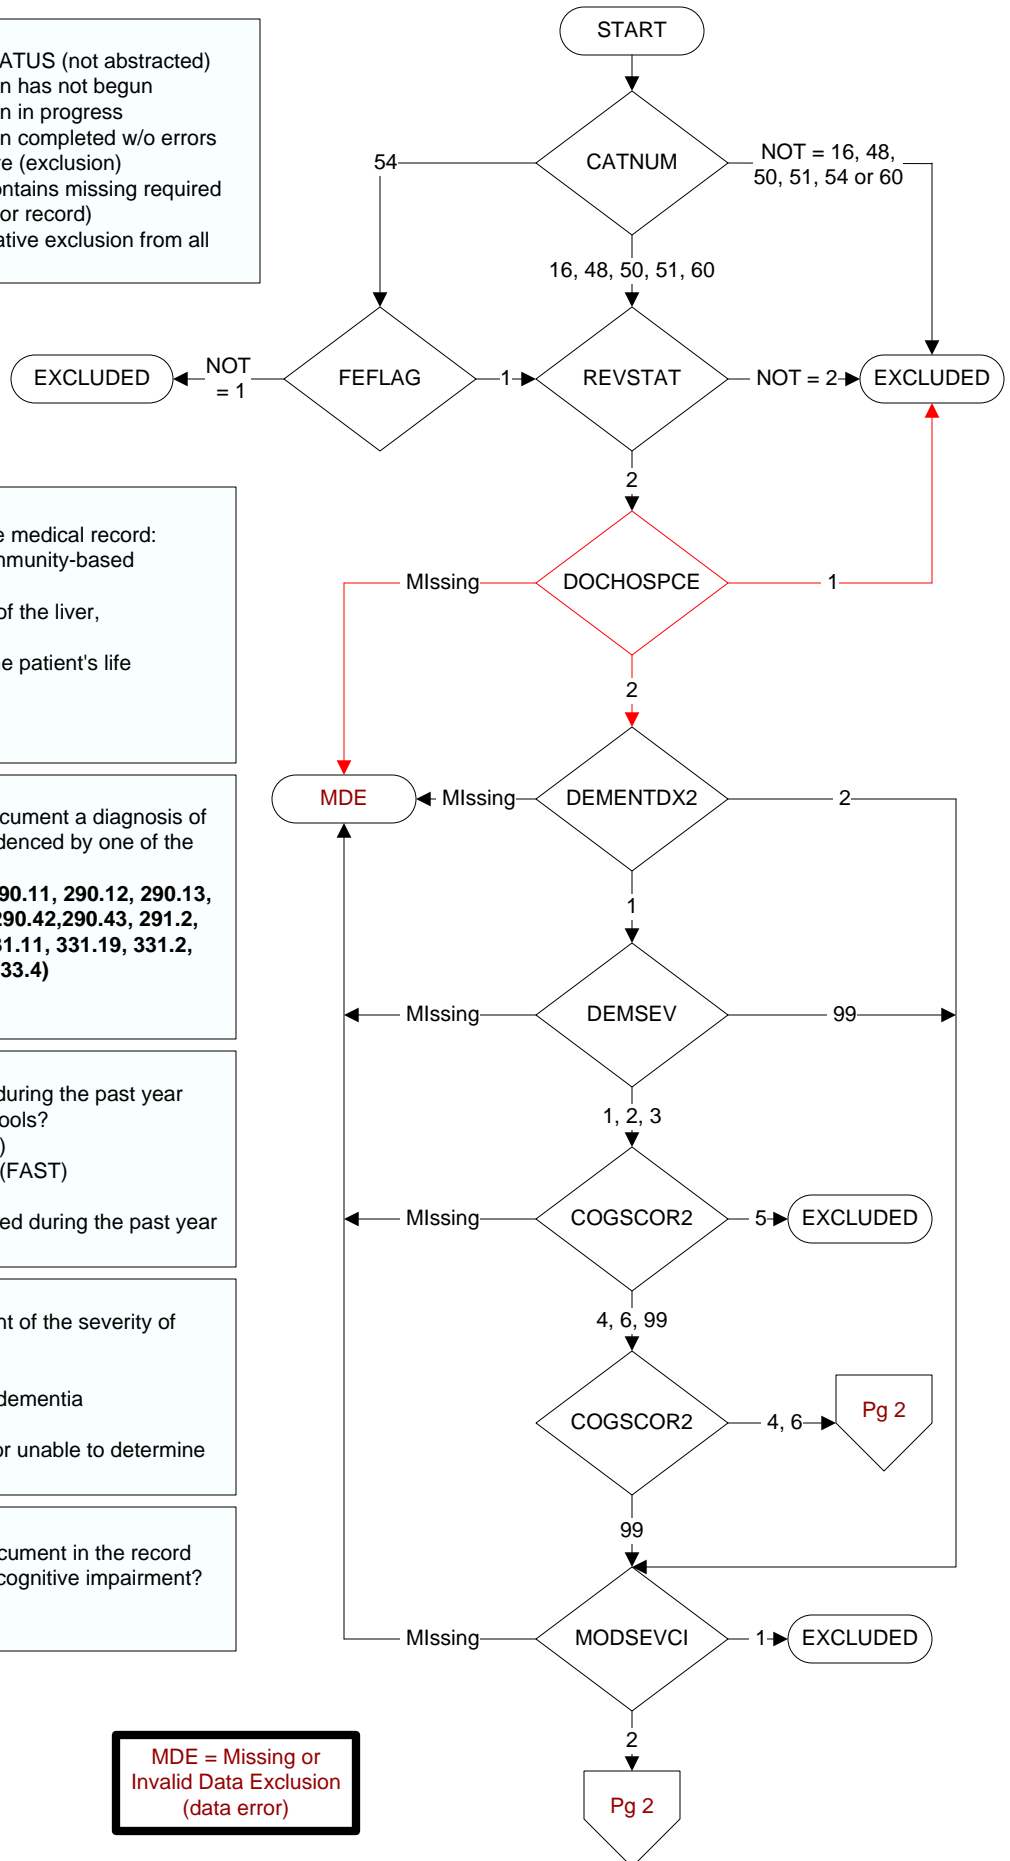 START
ATUS (not abstracted)
n has not begun
n in progress
n completed w/o errors
re (exclusion)
ontains missing required
or record)
ative exclusion from all
54
CATNUM
NOT = 16, 48,
50, 51, 54 or 60
16, 48, 50, 51, 60
EXCLUDED
NOT
= 1
FEFLAG
1
REVSTAT
NOT = 2
EXCLUDED
2
e medical record:
mmunity-based
of the liver,
he patient's life
MIssing
DOCHOSPCE
1
2
MDE
MIssing
DEMENTDX2
2
cument a diagnosis of
denced by one of the
90.11, 290.12, 290.13,
290.42,290.43, 291.2,
31.11, 331.19, 331.2,
33.4)
1
MIssing
DEMSEV
99
during the past year
ools?
)
(FAST)
ed during the past year
1, 2, 3
MIssing
COGSCOR2
5
EXCLUDED
nt of the severity of
dementia
or unable to determine
4, 6, 99
COGSCOR2
4, 6
Pg 2
99
cument in the record
cognitive impairment?
MIssing
MODSEVCI
1
EXCLUDED
2
MDE = Missing or
Invalid Data Exclusion
(data error)
Pg 2